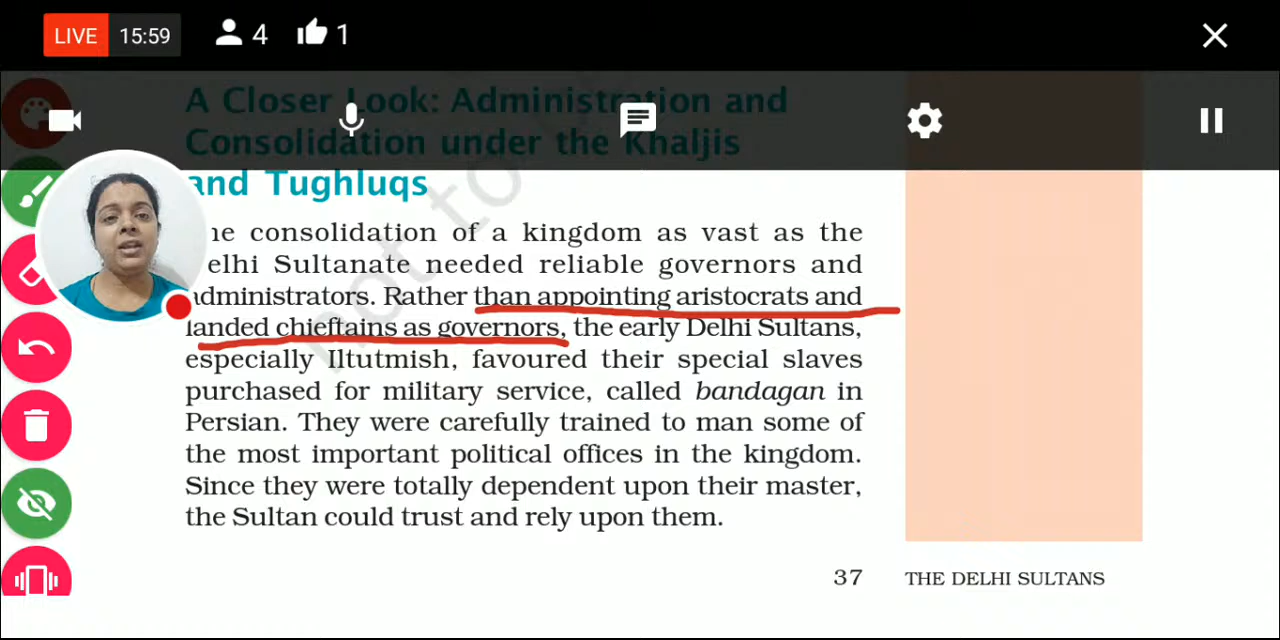 LIVE 15:59 4 1
A Closer Look: Administration and
Consolidation under the Khaljis
and Tughluqs
not to
he consolidation of a kingdom as vast as the
elhi Sultanate needed reliable governors and
administrators. Rather than appointing aristocrats and
landed chieftains as governors, the early Delhi Sultans,
especially Iltutmish, favoured their special slaves
purchased for military service, called bandagan in
Persian. They were carefully trained to man some of
the most important political offices in the kingdom.
Since they were totally dependent upon their master,
the Sultan could trust and rely upon them.
37 THE DELHI SULTANS